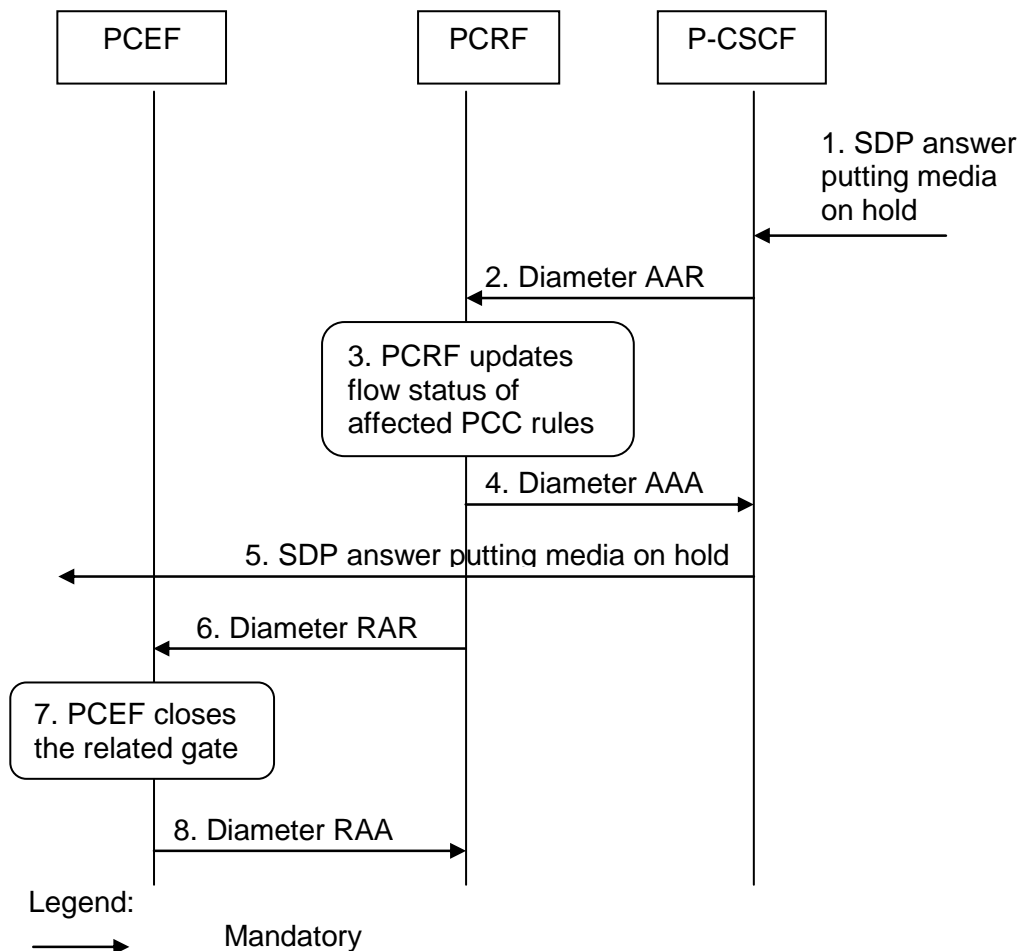 PCEF
PCRF
P-CSCF
1. SDP answer
putting media
on hold
2. Diameter AAR
3. PCRF updates
flow status of
affected PCC rules
4. Diameter AAA
5. SDP answer putting media on hold
6. Diameter RAR
7. PCEF closes
the related gate
8. Diameter RAA
Legend:
Mandatory